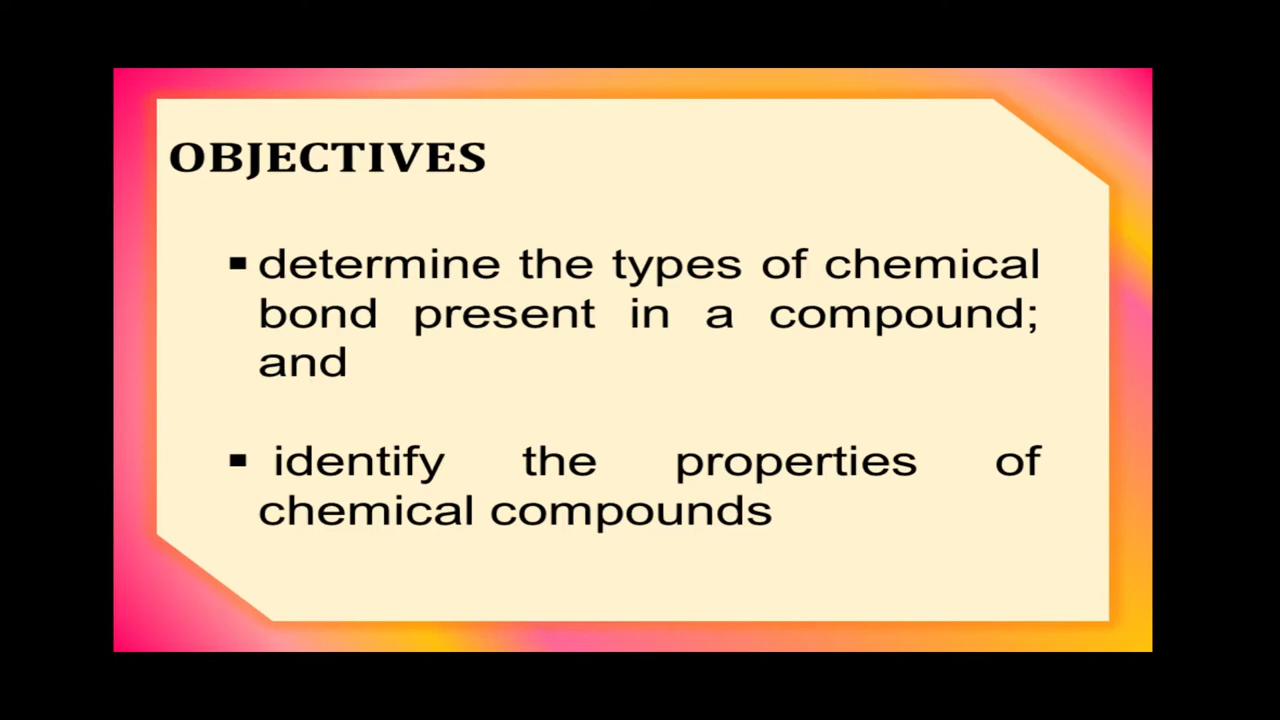 OBJECTIVES
▪ determine the types of chemical
bond present in a compound;
and
▪ identify the properties of
chemical compounds